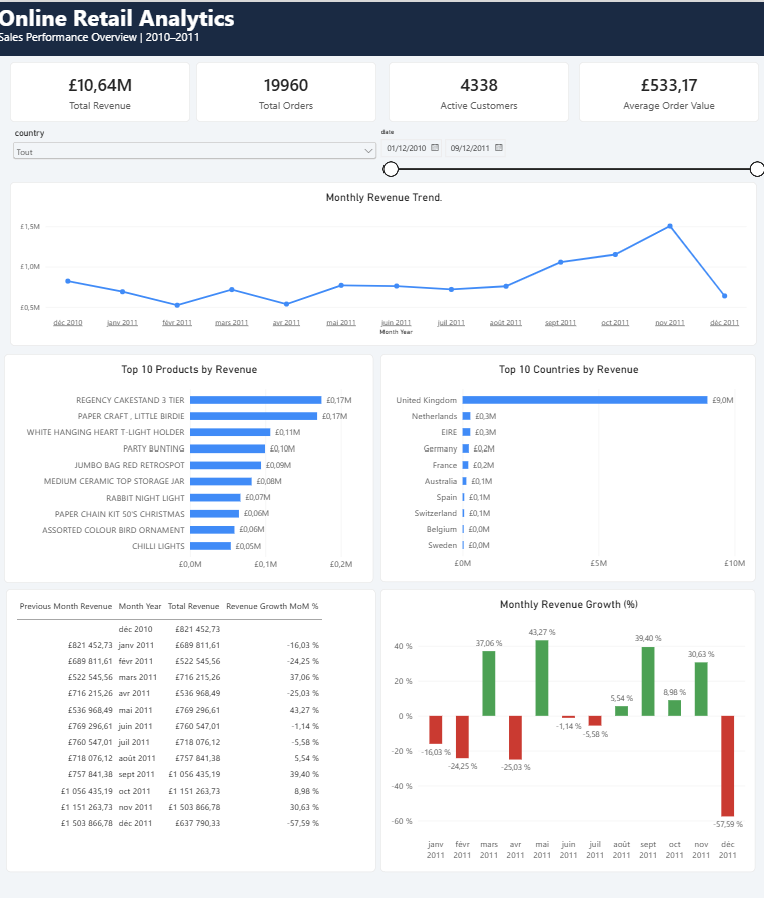 Online Retail Analytics
Sales Performance Overview | 2010–2011
£10,64M
Total Revenue
19960
Total Orders
4338
Active Customers
£533,17
Average Order Value
country
Tout
date
01/12/2010
09/12/2011
Monthly Revenue Trend.
£1,5M
£1,0M
£0,5M
déc 2010 janv 2011 févr 2011 mars 2011 avr 2011 mai 2011 juin 2011 juil 2011 août 2011 sept 2011 oct 2011 nov 2011 déc 2011
Month Year
Top 10 Products by Revenue
REGENCY CAKESTAND 3 TIER £0,17M
PAPER CRAFT , LITTLE BIRDIE £0,17M
WHITE HANGING HEART T-LIGHT HOLDER £0,11M
PARTY BUNTING £0,10M
JUMBO BAG RED RETROSPOT £0,09M
MEDIUM CERAMIC TOP STORAGE JAR £0,08M
RABBIT NIGHT LIGHT £0,07M
PAPER CHAIN KIT 50'S CHRISTMAS £0,06M
ASSORTED COLOUR BIRD ORNAMENT £0,06M
CHILLI LIGHTS £0,05M
£0,0M £0,1M £0,2M
Top 10 Countries by Revenue
United Kingdom £9,0M
Netherlands £0,3M
EIRE £0,3M
Germany £0,2M
France £0,2M
Australia £0,1M
Spain £0,1M
Switzerland £0,1M
Belgium £0,0M
Sweden £0,0M
£0M £5M £10M
Previous Month Revenue Month Year Total Revenue Revenue Growth MoM %
déc 2010 £821 452,73
£821 452,73 janv 2011 £689 811,61 -16,03 %
£689 811,61 févr 2011 £522 545,56 -24,25 %
£522 545,56 mars 2011 £716 215,26 37,06 %
£716 215,26 avr 2011 £536 968,49 -25,03 %
£536 968,49 mai 2011 £769 296,61 43,27 %
£769 296,61 juin 2011 £760 547,01 -1,14 %
£760 547,01 juil 2011 £718 076,12 -5,58 %
£718 076,12 août 2011 £757 841,38 5,54 %
£757 841,38 sept 2011 £1 056 435,19 39,40 %
£1 056 435,19 oct 2011 £1 151 263,73 8,98 %
£1 151 263,73 nov 2011 £1 503 866,78 30,63 %
£1 503 866,78 déc 2011 £637 790,33 -57,59 %
Monthly Revenue Growth (%)
40 %
20 %
0 %
-20 %
-40 %
-60 %
-16,03 % -24,25 % 37,06 % -25,03 % 43,27 % -1,14 % -5,58 % 5,54 % 39,40 % 8,98 % 30,63 % -57,59 %
janv févr mars avr mai juin juil août sept oct nov déc
2011 2011 2011 2011 2011 2011 2011 2011 2011 2011 2011 2011